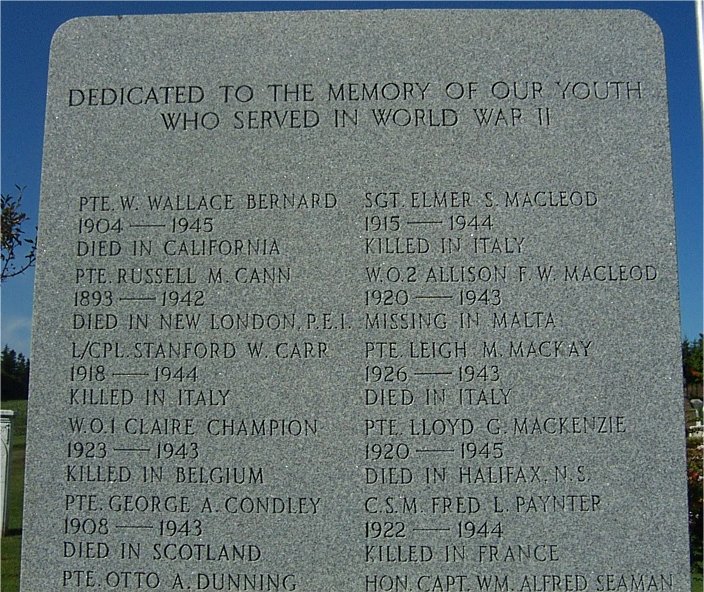 DEDICATED TO THE MEMORY OF OUR YOUTH
WHO SERVED IN WORLD WAR II
PTE. W. WALLACE BERNARD
1904 — 1945
DIED IN CALIFORNIA
PTE. RUSSELL M. CANN
1893 — 1942
DIED IN NEW LONDON, P.E.I.
L/CPL. STANFORD W. CARR
1918 — 1944
KILLED IN ITALY
W.O.1 CLAIRE CHAMPION
1923 — 1943
KILLED IN BELGIUM
PTE. GEORGE A. CONDLEY
1908 — 1943
DIED IN SCOTLAND
PTE. OTTO A. DUNNING
SGT. ELMER S. MACLEOD
1915 — 1944
KILLED IN ITALY
W.O.2 ALLISON F. W. MACLEOD
1920 — 1943
MISSING IN MALTA
PTE. LEIGH M. MACKAY
1926 — 1943
DIED IN ITALY
PTE. LLOYD G. MACKENZIE
1920 — 1945
DIED IN HALIFAX, N.S.
C.S.M. FRED L. PAYNTER
1922 — 1944
KILLED IN FRANCE
HON. CAPT. WM. ALFRED SEAMAN